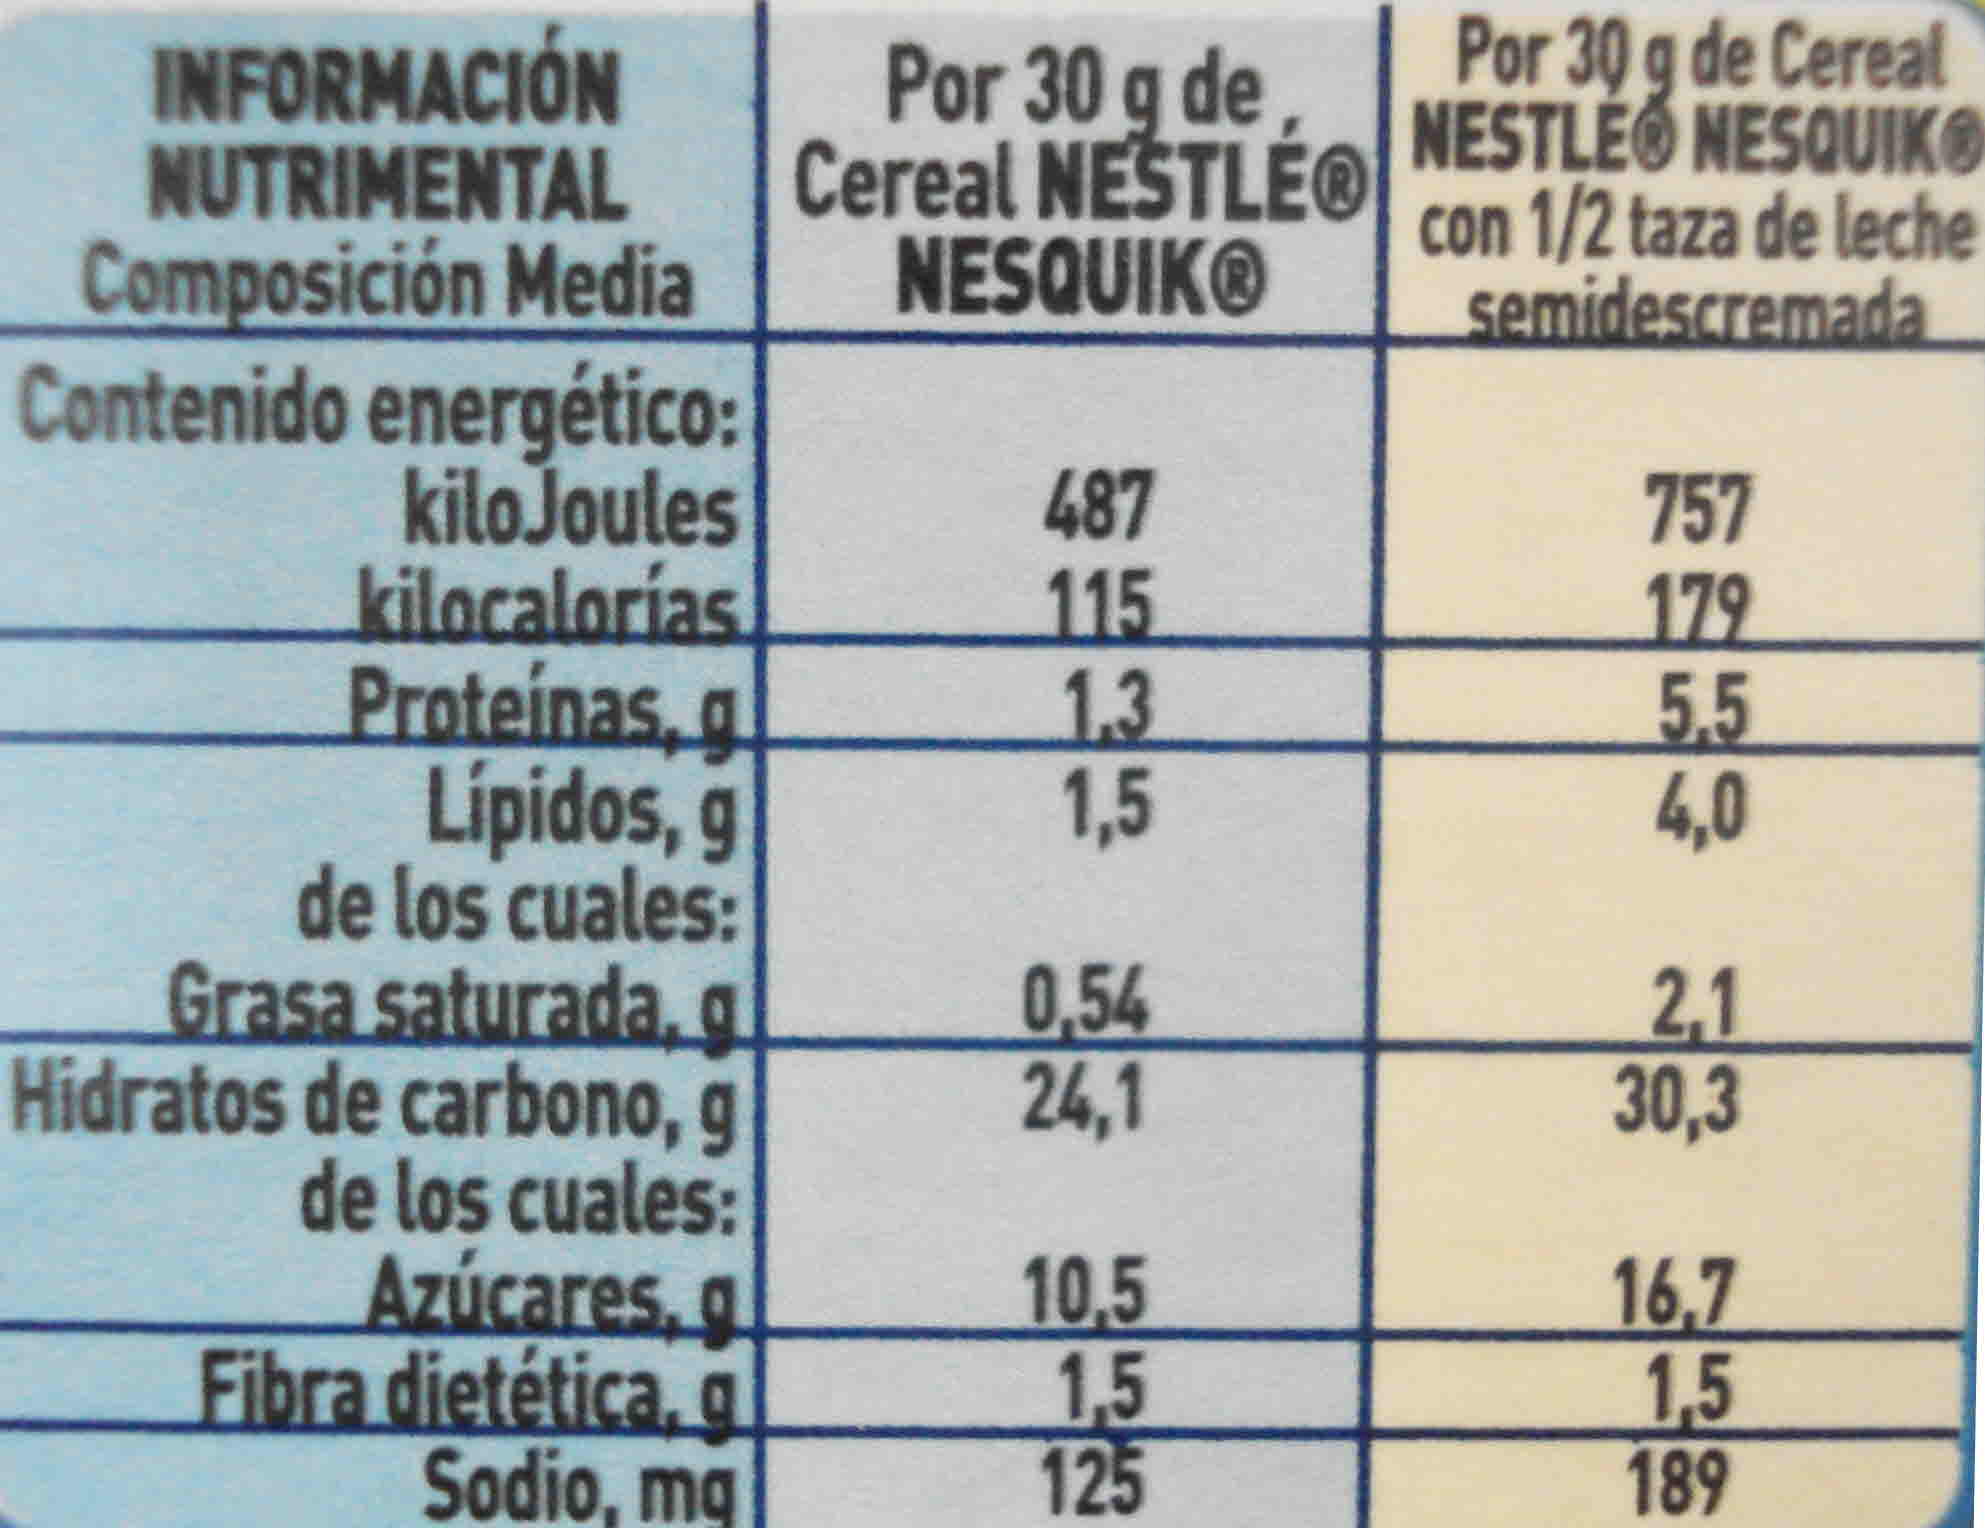 INFORMACIÓN
NUTRIMENTAL
Composición Media
Por 30 g de
Cereal NESTLÉ®
NESQUIK®
Por 30 g de Cereal
NESTLÉ® NESQUIK®
con 1/2 taza de leche
semidescremada
Contenido energético:
kiloJoules 487 757
kilocalorías 115 179
Proteínas, g 1,3 5,5
Lípidos, g 1,5 4,0
de los cuales:
Grasa saturada, g 0,54 2,1
Hidratos de carbono, g 24,1 30,3
de los cuales:
Azúcares, g 10,5 16,7
Fibra dietética, g 1,5 1,5
Sodio, mg 125 189